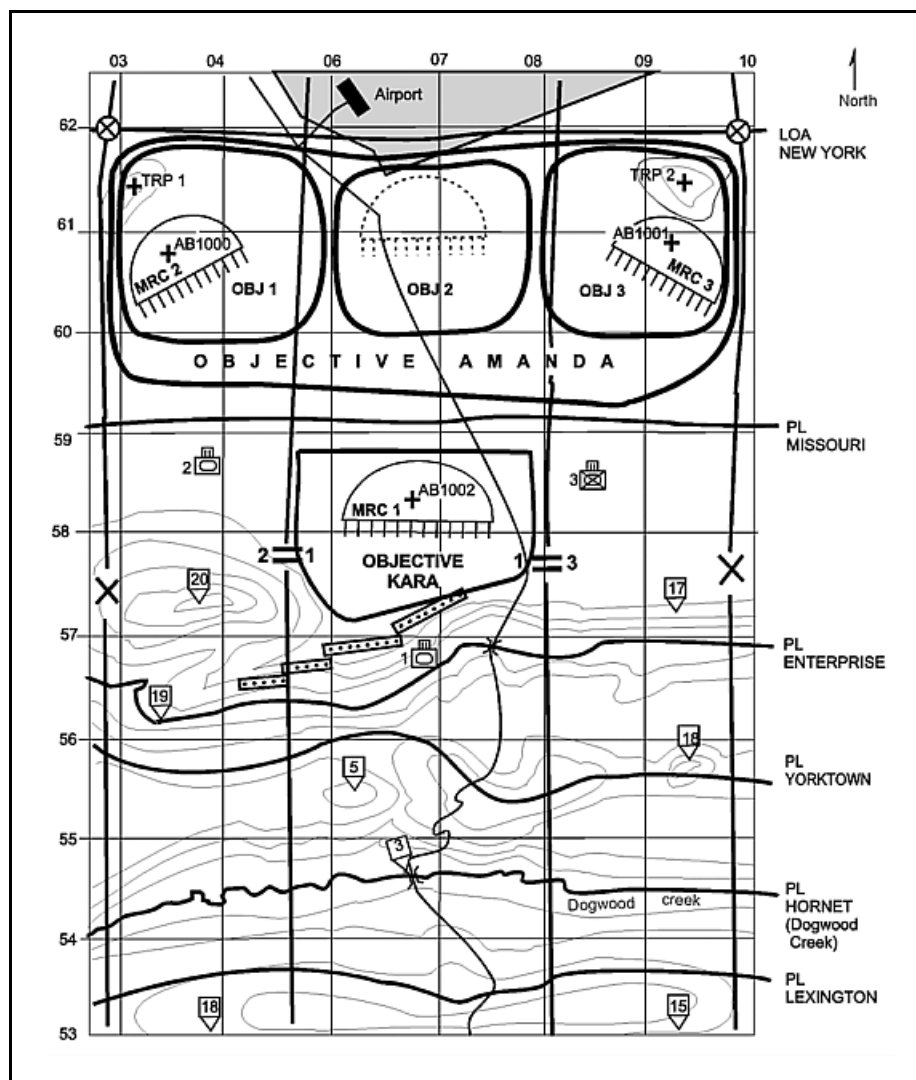 03 04 06 07 08 09 10
Airport
North
62
LOA
NEW YORK
TRP 1
TRP 2
61
AB1000
AB1001
MRC 2
MRC 3
OBJ 1
OBJ 2
OBJ 3
60
OBJECTIVE AMANDA
59
PL
MISSOURI
2
3
AB1002
MRC 1
58
2 1
OBJECTIVE
KARA
1 3
20
17
57
1
PL
ENTERPRISE
19
56
18
5
PL
YORKTOWN
55
3
PL
HORNET
(Dogwood
Creek)
Dogwood creek
54
PL
LEXINGTON
18
15
53